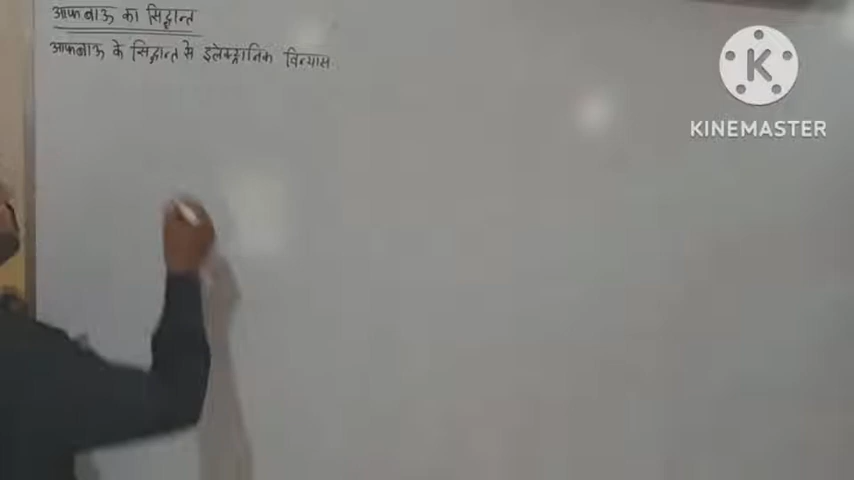 आफबाऊ का सिद्धान्त
आफबाऊ के सिद्धान्त से इलेक्ट्रानिक विन्यास
K
KINEMASTER